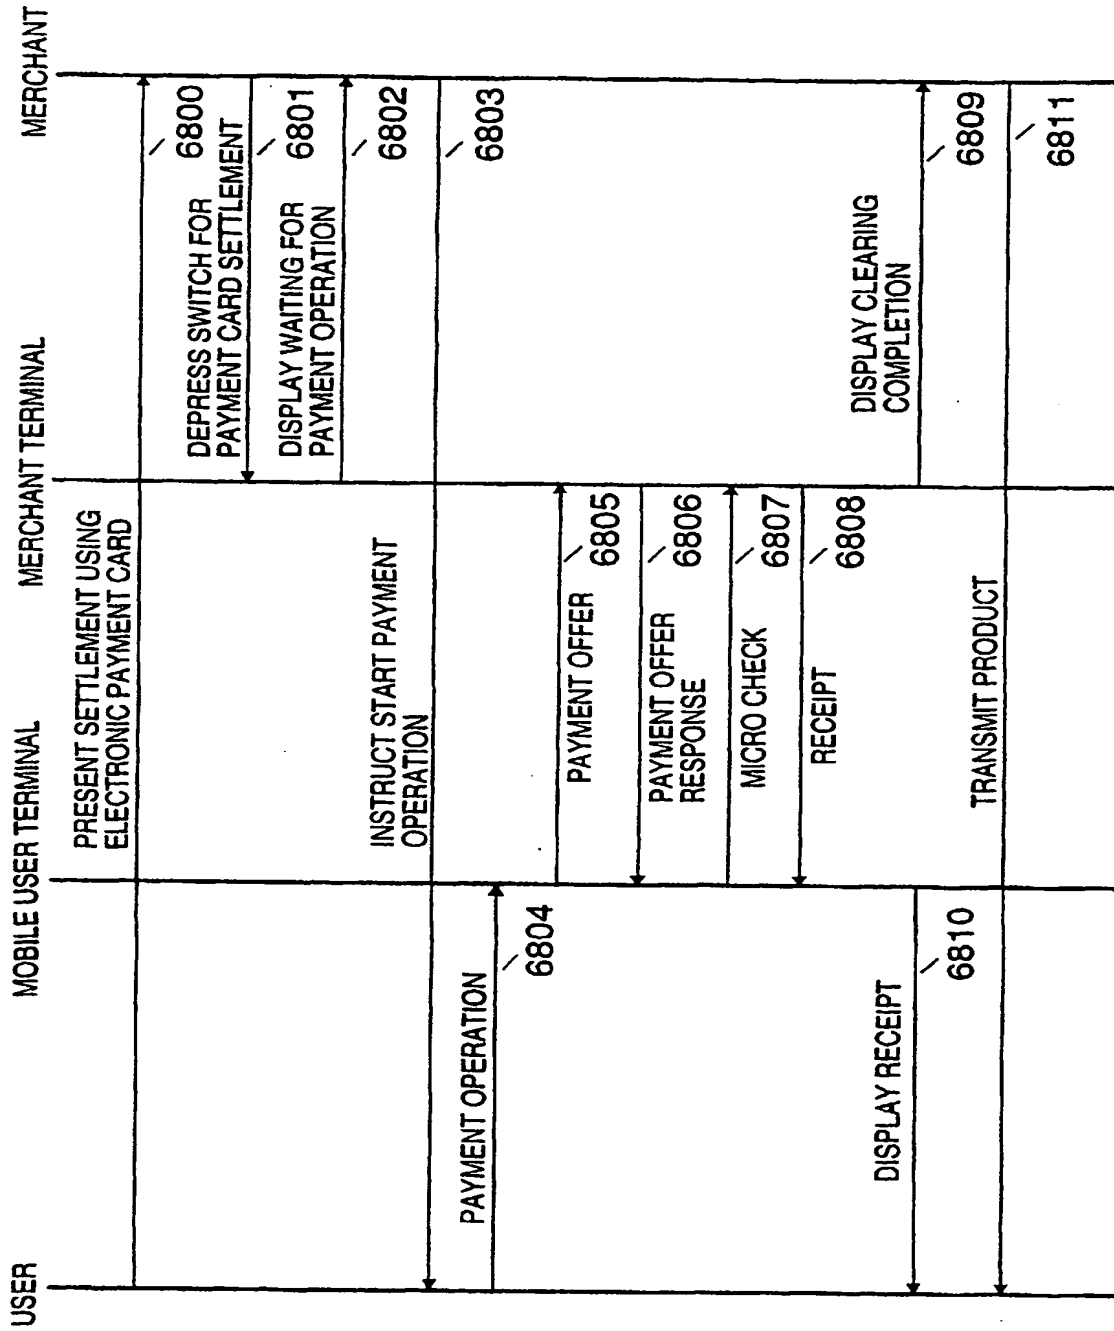 USER
MOBILE USER TERMINAL
MERCHANT TERMINAL
MERCHANT
PRESENT SETTLEMENT USING
ELECTRONIC PAYMENT CARD
6800
DEPRESS SWITCH FOR
PAYMENT CARD SETTLEMENT
6801
DISPLAY WAITING FOR
PAYMENT OPERATION
6802
INSTRUCT START PAYMENT
OPERATION
6803
PAYMENT OPERATION
6804
PAYMENT OFFER
6805
PAYMENT OFFER
RESPONSE
6806
MICRO CHECK
6807
RECEIPT
6808
DISPLAY CLEARING
COMPLETION
6809
DISPLAY RECEIPT
6810
TRANSMIT PRODUCT
6811